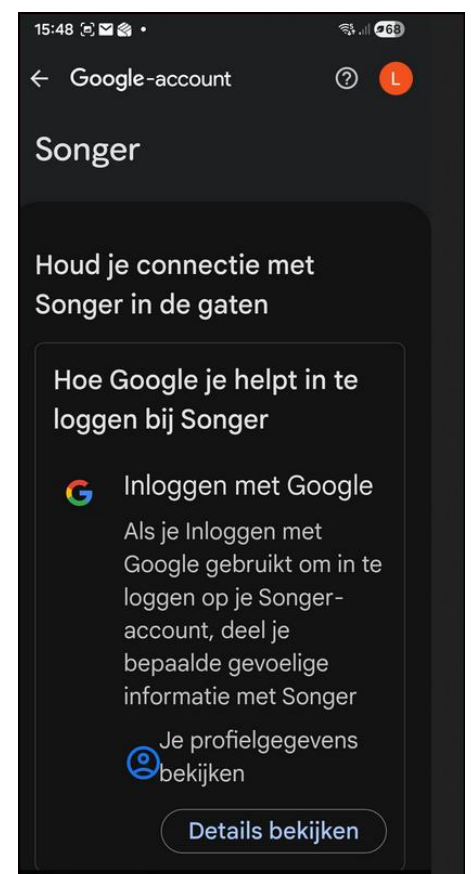 15:48
68
Google-account
L
Songer
Houd je connectie met
Songer in de gaten
Hoe Google je helpt in te
loggen bij Songer
Inloggen met Google
Als je Inloggen met
Google gebruikt om in te
loggen op je Songer-
account, deel je
bepaalde gevoelige
informatie met Songer
Je profielgegevens
bekijken
Details bekijken